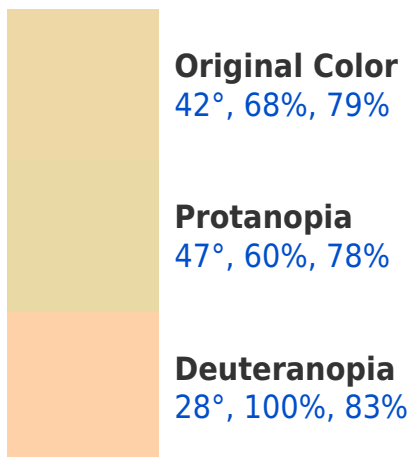 Original Color
42°, 68%, 79%
Protanopia
47°, 60%, 78%
Deuteranopia
28°, 100%, 83%